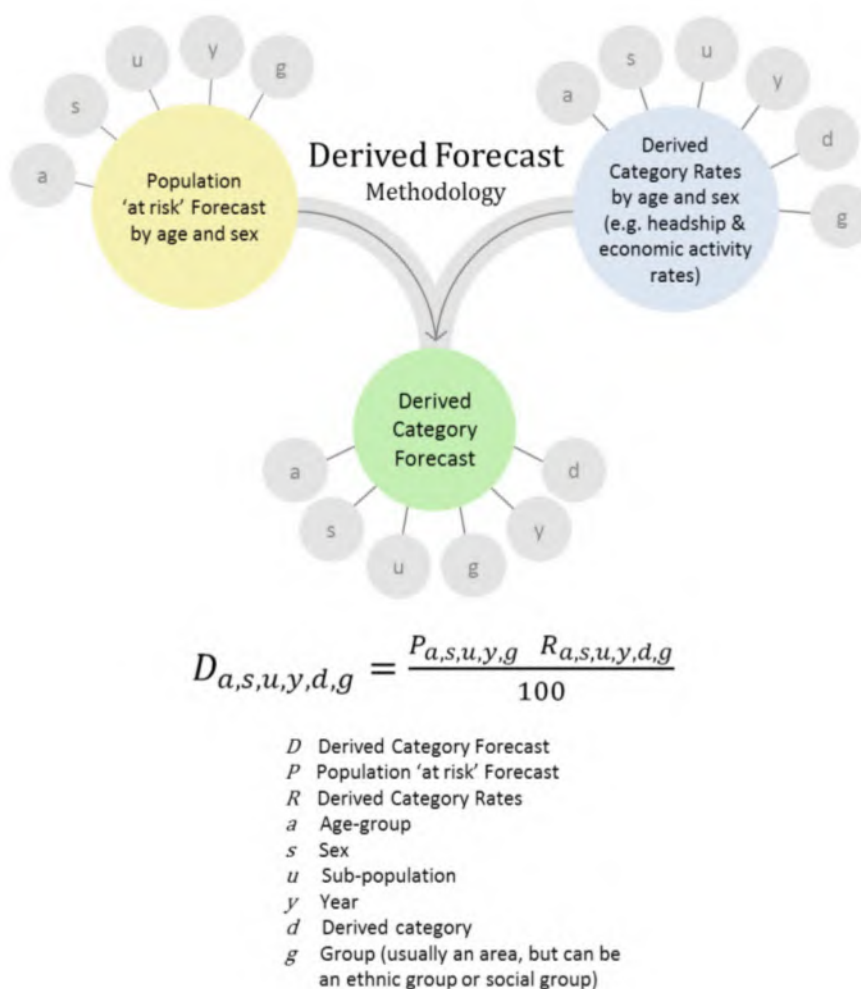 a
s
u
y
g
a
s
u
y
d
g
Derived Forecast
Methodology
Population
‘at risk’ Forecast
by age and sex
Derived
Category Rates
by age and sex
(e.g. headship &
economic activity
rates)
Derived
Category
Forecast
a
s
u
g
y
d
D_{a,s,u,y,d,g} = \frac{P_{a,s,u,y,g} R_{a,s,u,y,d,g}}{100}
D Derived Category Forecast
P Population ‘at risk’ Forecast
R Derived Category Rates
a Age-group
s Sex
u Sub-population
y Year
d Derived category
g Group (usually an area, but can be
an ethnic group or social group)